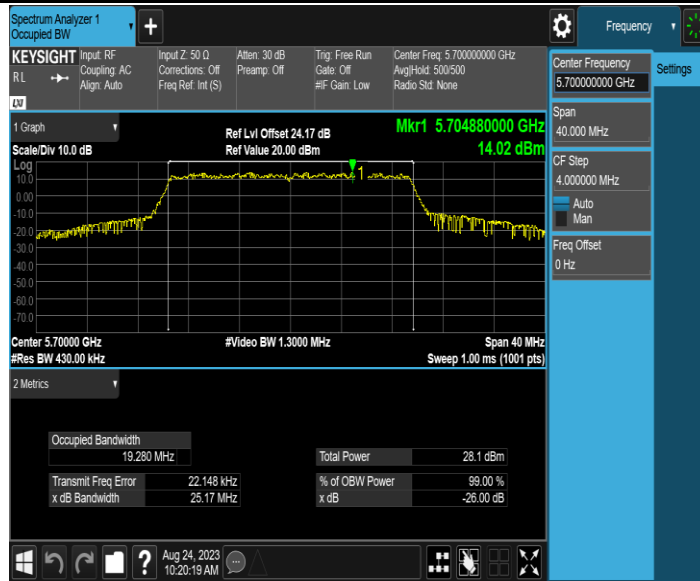 Spectrum Analyzer 1
Occupied BW
Frequency
KEYSIGHT
RL
LXI
Input: RF
Coupling: AC
Align: Auto
Input Z: 50 Ω
Corrections: Off
Freq Ref: Int (S)
Atten: 30 dB
Preamp: Off
Trig: Free Run
Gate: Off
#IF Gain: Low
Center Freq: 5.700000000 GHz
Avg|Hold: 500/500
Radio Std: None
Center Frequency
5.700000000 GHz
Settings
Span
40.000 MHz
CF Step
4.000000 MHz
Auto
Man
Freq Offset
0 Hz
1 Graph
Scale/Div 10.0 dB
Ref Lvl Offset 24.17 dB
Ref Value 20.00 dBm
Mkr1 5.704880000 GHz
14.02 dBm
Log
10.0
0.00
-10.0
-20.0
-30.0
-40.0
-50.0
-60.0
-70.0
1
Center 5.70000 GHz
#Video BW 1.3000 MHz
Span 40 MHz
#Res BW 430.00 kHz
Sweep 1.00 ms (1001 pts)
2 Metrics
Occupied Bandwidth
19.280 MHz
Total Power 28.1 dBm
Transmit Freq Error 22.148 kHz
% of OBW Power 99.00 %
x dB Bandwidth 25.17 MHz
x dB -26.00 dB
?
Aug 24, 2023
10:20:19 AM